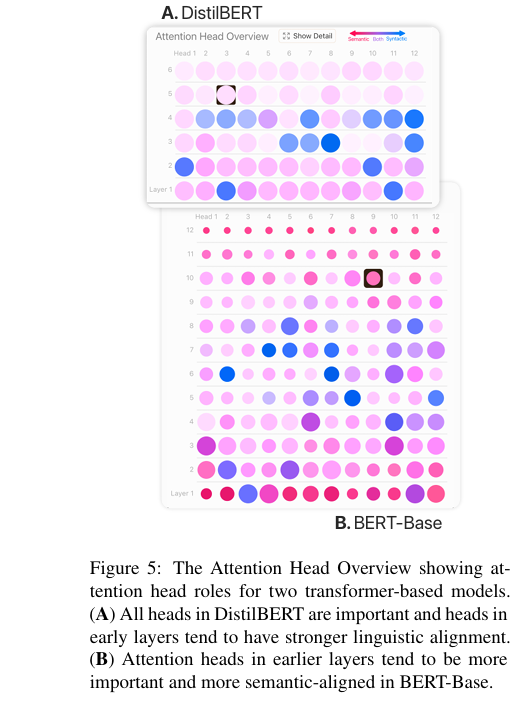 A. DistilBERT
Attention Head Overview
Show Detail
Semantic Both Syntactic
Head 1 2 3 4 5 6 7 8 9 10 11 12
6
5
4
3
2
Layer 1
Head 1 2 3 4 5 6 7 8 9 10 11 12
12
11
10
9
8
7
6
5
4
3
2
Layer 1
B. BERT-Base
Figure 5: The Attention Head Overview showing at-
tention head roles for two transformer-based models.
(A) All heads in DistilBERT are important and heads in
early layers tend to have stronger linguistic alignment.
(B) Attention heads in earlier layers tend to be more
important and more semantic-aligned in BERT-Base.